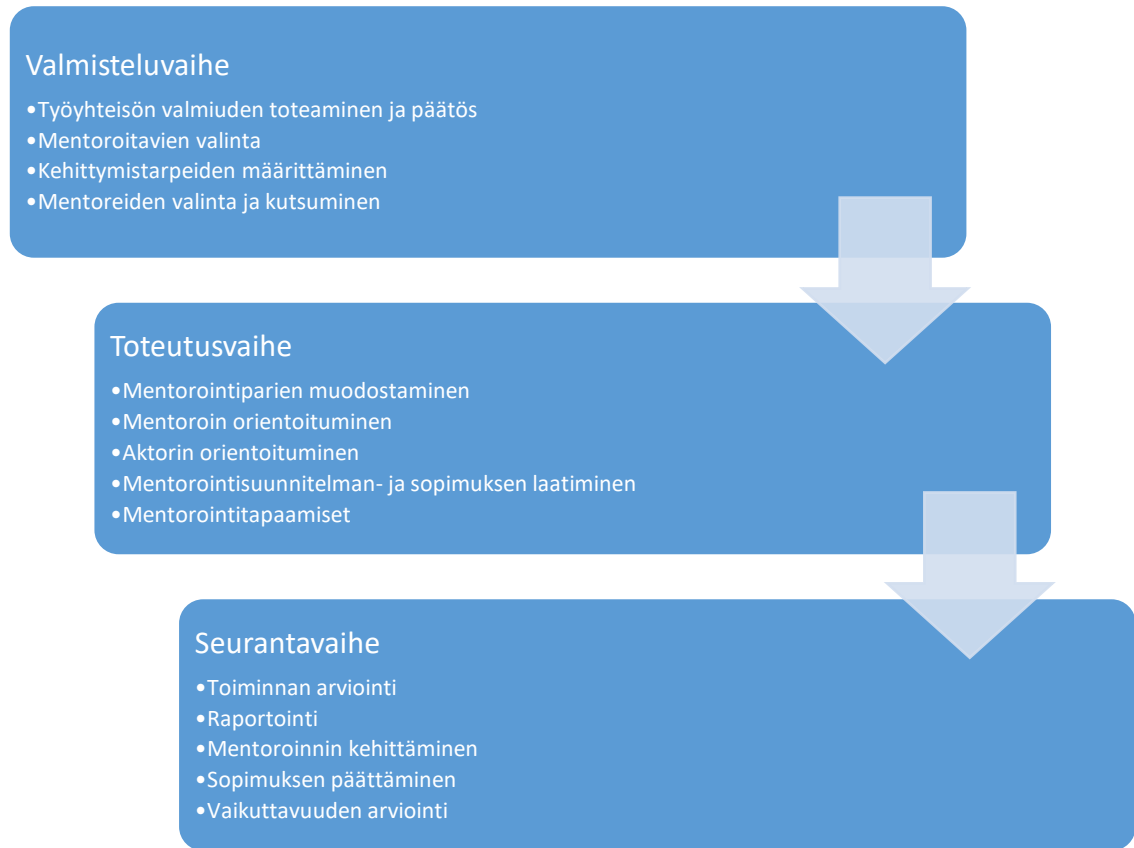 Valmisteluvaihe
•Työyhteisön valmiuden toteaminen ja päätös
•Mentoroitavien valinta
•Kehittymistarpeiden määrittäminen
•Mentoreiden valinta ja kutsuminen
Toteutusvaihe
•Mentorointiparien muodostaminen
•Mentoroin orientoituminen
•Aktorin orientoituminen
•Mentorointisuunnitelman- ja sopimuksen laatiminen
•Mentorointitapaamiset
Seurantavaihe
•Toiminnan arviointi
•Raportointi
•Mentoroinnin kehittäminen
•Sopimuksen päättäminen
•Vaikuttavuuden arviointi